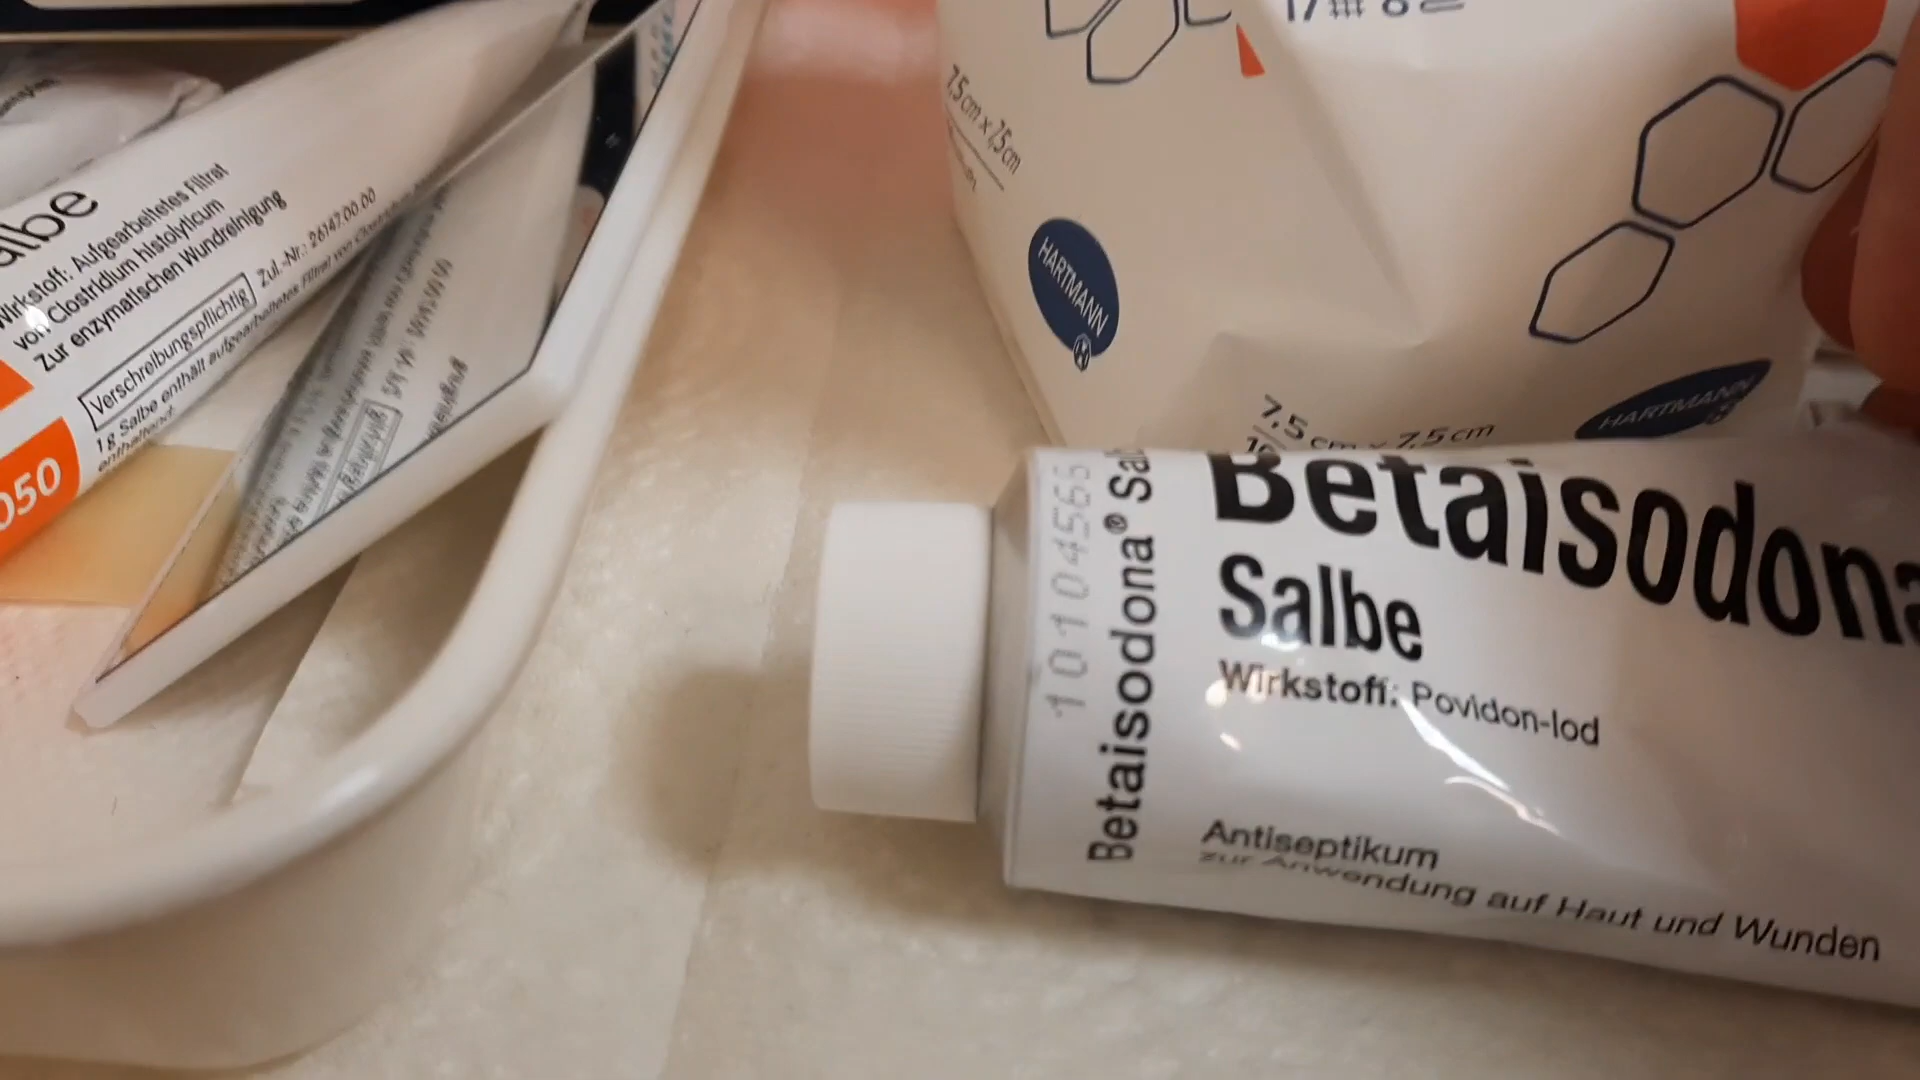 albe
Wirkstoff: Aufgearbeitetes Filtrat
von Clostridium histolyticum
Zur enzymatischen Wundreinigung
Verschreibungspflichtig Zul.-Nr.: 26147.00.00
1 g Salbe enthält aufgearbeitetes Filtrat von Clostridium
enthaltend:
050
7,5 cm x 7,5 cm
HARTMANN
7,5 cm x 7,5 cm
HARTMANN
Betaisodona® Sal
Betaisodona
Salbe
Wirkstoff: Povidon-Iod
Antiseptikum
zur Anwendung auf Haut und Wunden